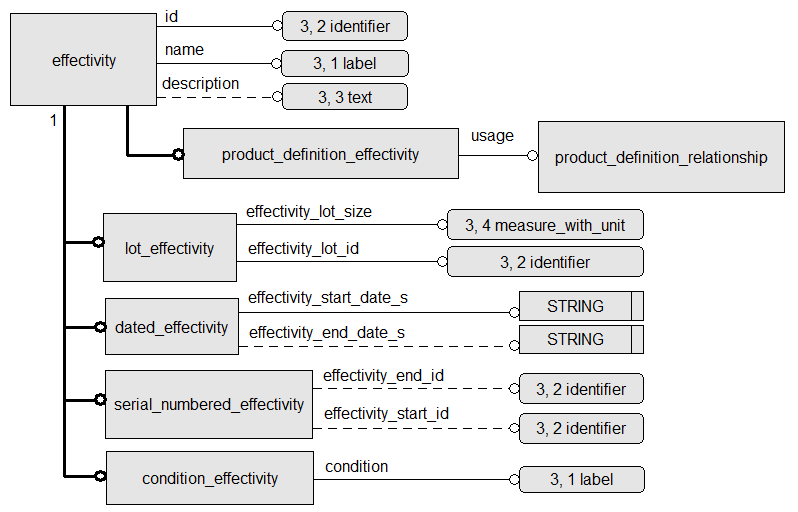 id
3, 2 identifier
effectivity
name
3, 1 label
description
3, 3 text
1
product_definition_effectivity
usage
product_definition_relationship
lot_effectivity
effectivity_lot_size
3, 4 measure_with_unit
effectivity_lot_id
3, 2 identifier
dated_effectivity
effectivity_start_date_s
STRING
effectivity_end_date_s
STRING
serial_numbered_effectivity
effectivity_end_id
3, 2 identifier
effectivity_start_id
3, 2 identifier
condition_effectivity
condition
3, 1 label